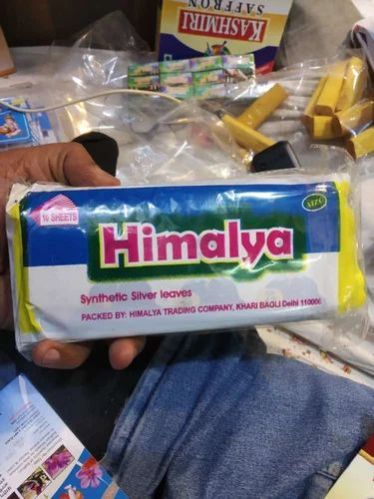 KASHMIRI
SAFFRON
10 SHEETS
Himalya
Synthetic Silver leaves
PACKED BY: HIMALYA TRADING COMPANY, KHARI BAOLI Delhi 110006